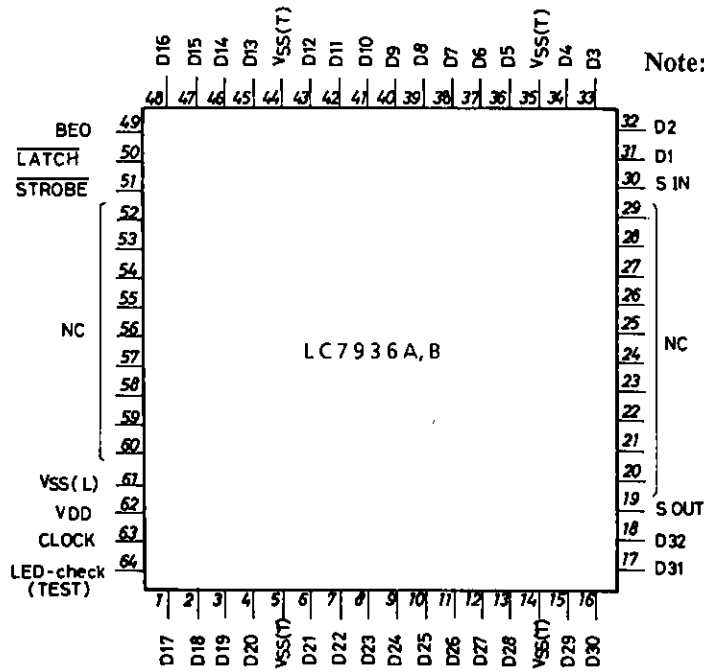 D16 D15 D14 D13 VSS(T) D12 D11 D10 D9 D8 D7 D6 D5 VSS(T) D4 D3
Note:
48 47 46 45 44 43 42 41 40 39 38 37 36 35 34 33
BEO 49
LATCH 50
STROBE 51
52
53
54
55
NC
56
57
58
59
60
VSS(L) 61
VDD 62
CLOCK 63
LED-check 64
(TEST)
LC7936A,B
32 D2
31 D1
30 S IN
29
28
27
26
25
NC
24
23
22
21
20
19 S OUT
18 D32
17 D31
1 2 3 4 5 6 7 8 9 10 11 12 13 14 15 16
D17 D18 D19 D20 VSS(T) D21 D22 D23 D24 D25 D26 D27 D28 VSS(T) D29 D30